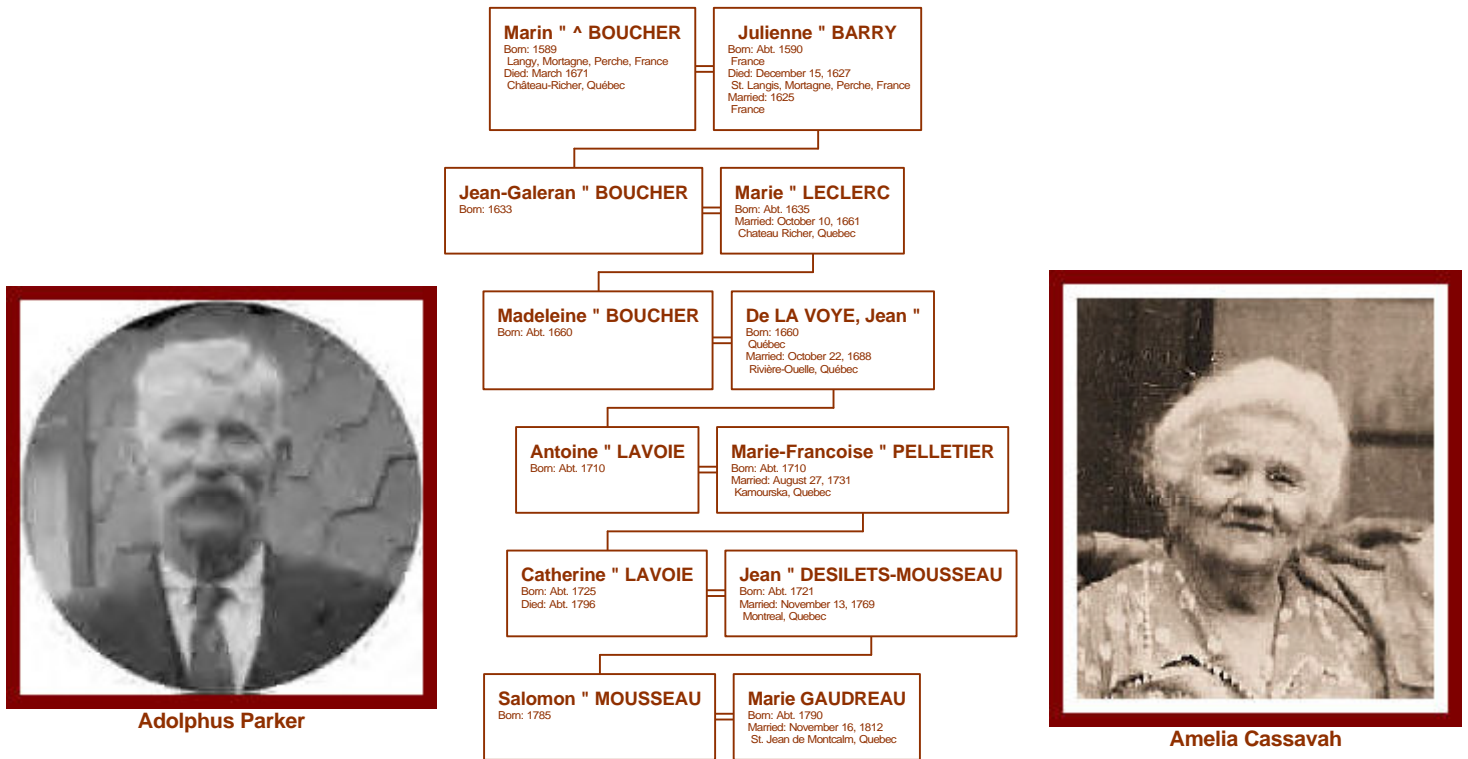 Marin " ^ BOUCHER
Born: 1589
Langy, Mortagne, Perche, France
Died: March 1671
Château-Richer, Québec
Julienne " BARRY
Born: Abt. 1590
France
Died: December 15, 1627
St. Langis, Mortagne, Perche, France
Married: 1625
France
Jean-Galeran " BOUCHER
Born: 1633
Marie " LECLERC
Born: Abt. 1635
Married: October 10, 1661
Chateau Richer, Quebec
Madeleine " BOUCHER
Born: Abt. 1660
De LA VOYE, Jean "
Born: 1660
Québec
Married: October 22, 1688
Rivière-Ouelle, Québec
Antoine " LAVOIE
Born: Abt. 1710
Marie-Francoise " PELLETIER
Born: Abt. 1710
Married: August 27, 1731
Kamourska, Quebec
Catherine " LAVOIE
Born: Abt. 1725
Died: Abt. 1796
Jean " DESILETS-MOUSSEAU
Born: Abt. 1721
Married: November 13, 1769
Montreal, Quebec
Salomon " MOUSSEAU
Born: 1785
Marie GAUDREAU
Born: Abt. 1790
Married: November 16, 1812
St. Jean de Montcalm, Quebec
Adolphus Parker
Amelia Cassavah